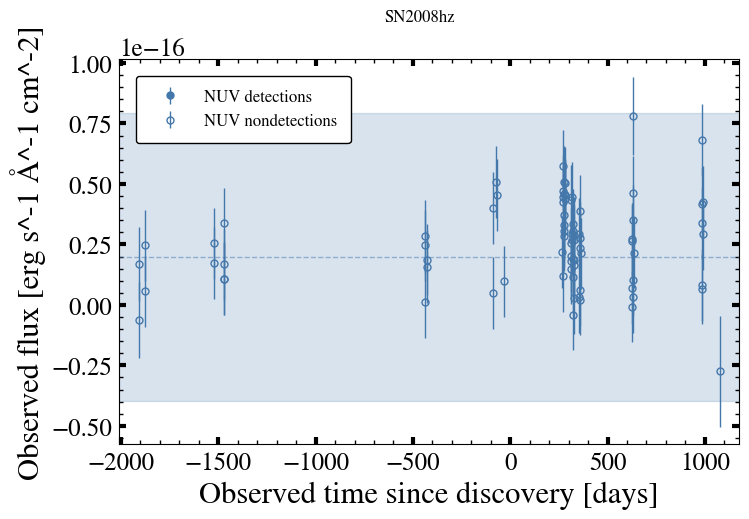 SN2008hz
1e−16
NUV detections
NUV nondetections
1.00
0.75
0.50
0.25
0.00
−0.25
−0.50
Observed flux [erg s^-1 Å^-1 cm^-2]
−2000 −1500 −1000 −500 0 500 1000
Observed time since discovery [days]